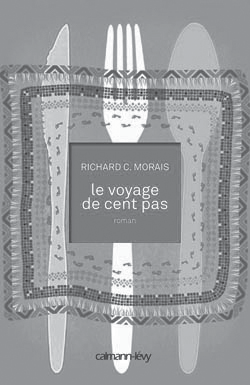 RICHARD C. MORAIS
le voyage
de cent pas
roman
calmann-lévy